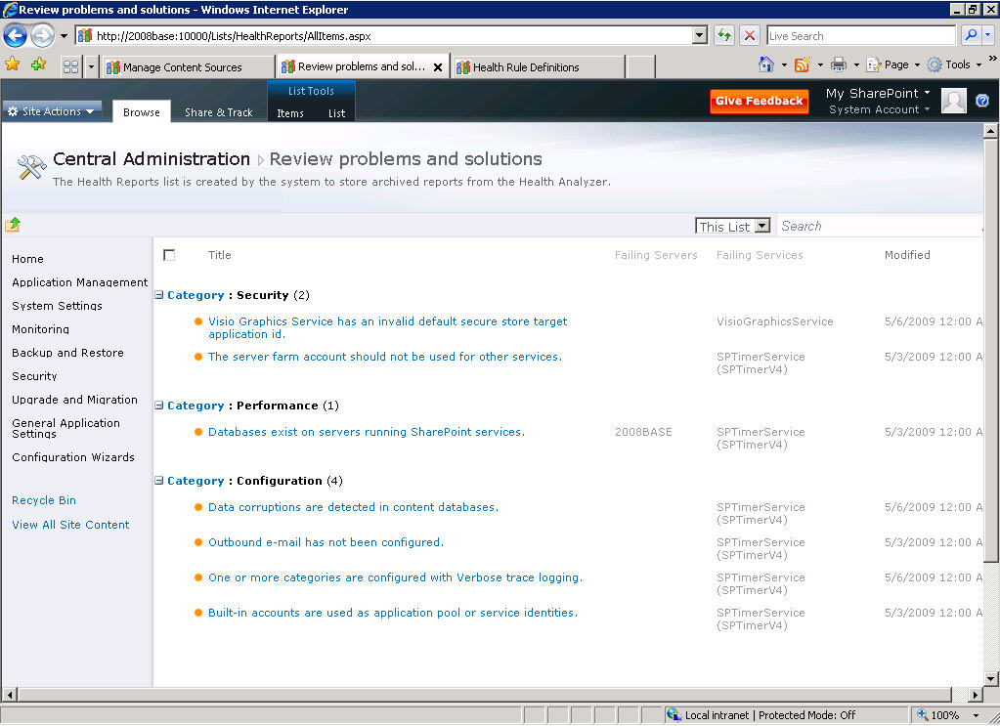 Review problems and solutions - Windows Internet Explorer
http://2008base:10000/Lists/HealthReports/AllItems.aspx
Live Search
Manage Content Sources
Review problems and sol...
Health Rule Definitions
Page
Tools
»
Site Actions
Browse
Share & Track
List Tools
Items
List
Give Feedback
My SharePoint
System Account
Central Administration
Review problems and solutions
The Health Reports list is created by the system to store archived reports from the Health Analyzer.
This List
Search
Home
Application Management
System Settings
Monitoring
Backup and Restore
Security
Upgrade and Migration
General Application
Settings
Configuration Wizards
Recycle Bin
View All Site Content
Title Failing Servers Failing Services Modified
Category : Security (2)
Visio Graphics Service has an invalid default secure store target VisioGraphicsService 5/6/2009 12:00 A
application id.
The server farm account should not be used for other services. SPTimerService 5/3/2009 12:00 A
(SPTimerV4)
Category : Performance (1)
Databases exist on servers running SharePoint services. 2008BASE SPTimerService 5/3/2009 12:00 A
(SPTimerV4)
Category : Configuration (4)
Data corruptions are detected in content databases. SPTimerService 5/6/2009 12:00 A
(SPTimerV4)
Outbound e-mail has not been configured. SPTimerService 5/3/2009 12:00 A
(SPTimerV4)
One or more categories are configured with Verbose trace logging. SPTimerService 5/6/2009 12:00 A
(SPTimerV4)
Built-in accounts are used as application pool or service identities. SPTimerService 5/3/2009 12:00 A
(SPTimerV4)
Local intranet | Protected Mode: Off
100%